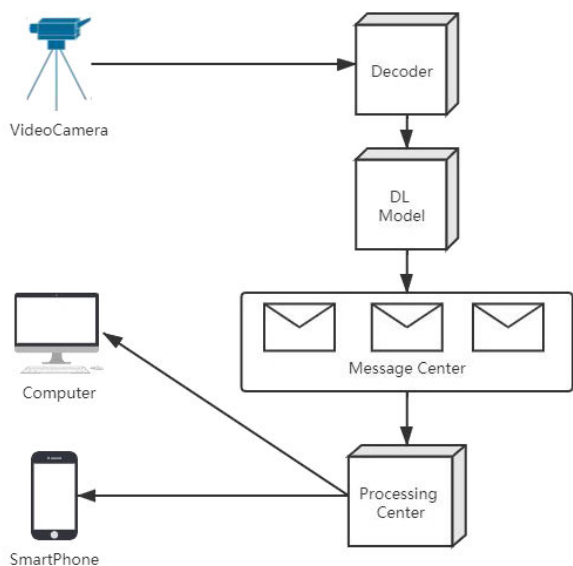 Decoder
VideoCamera
DL
Model
Message Center
Computer
Processing
Center
SmartPhone